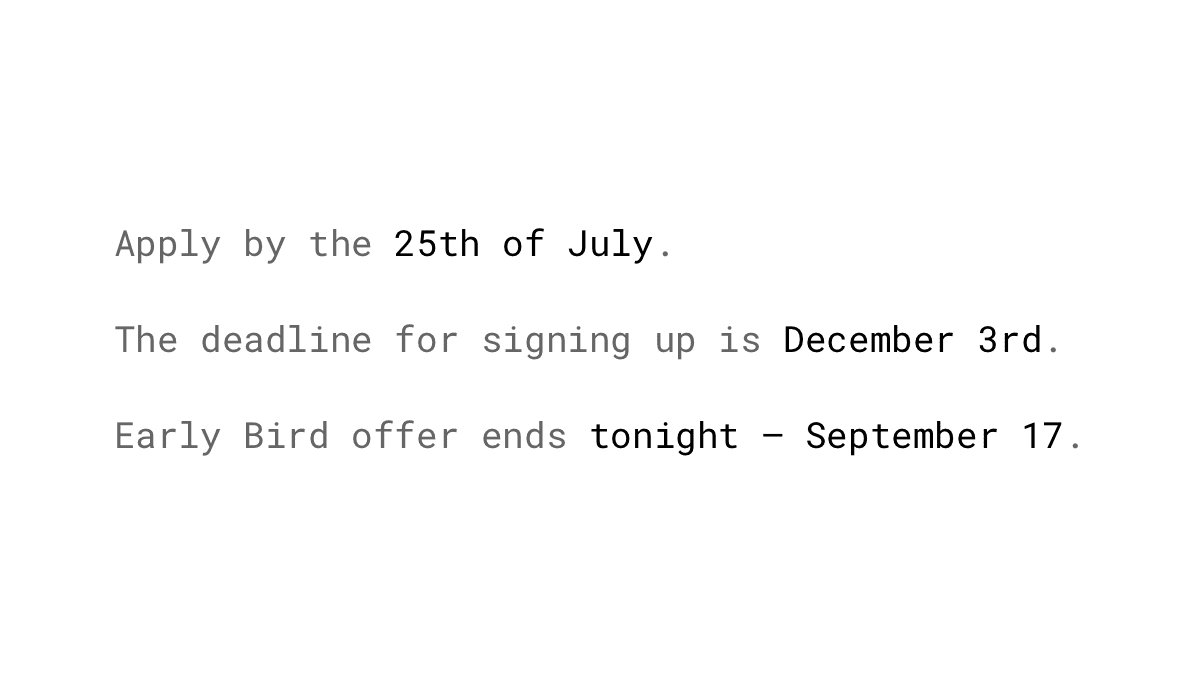 Apply by the 25th of July.
The deadline for signing up is December 3rd.
Early Bird offer ends tonight – September 17.